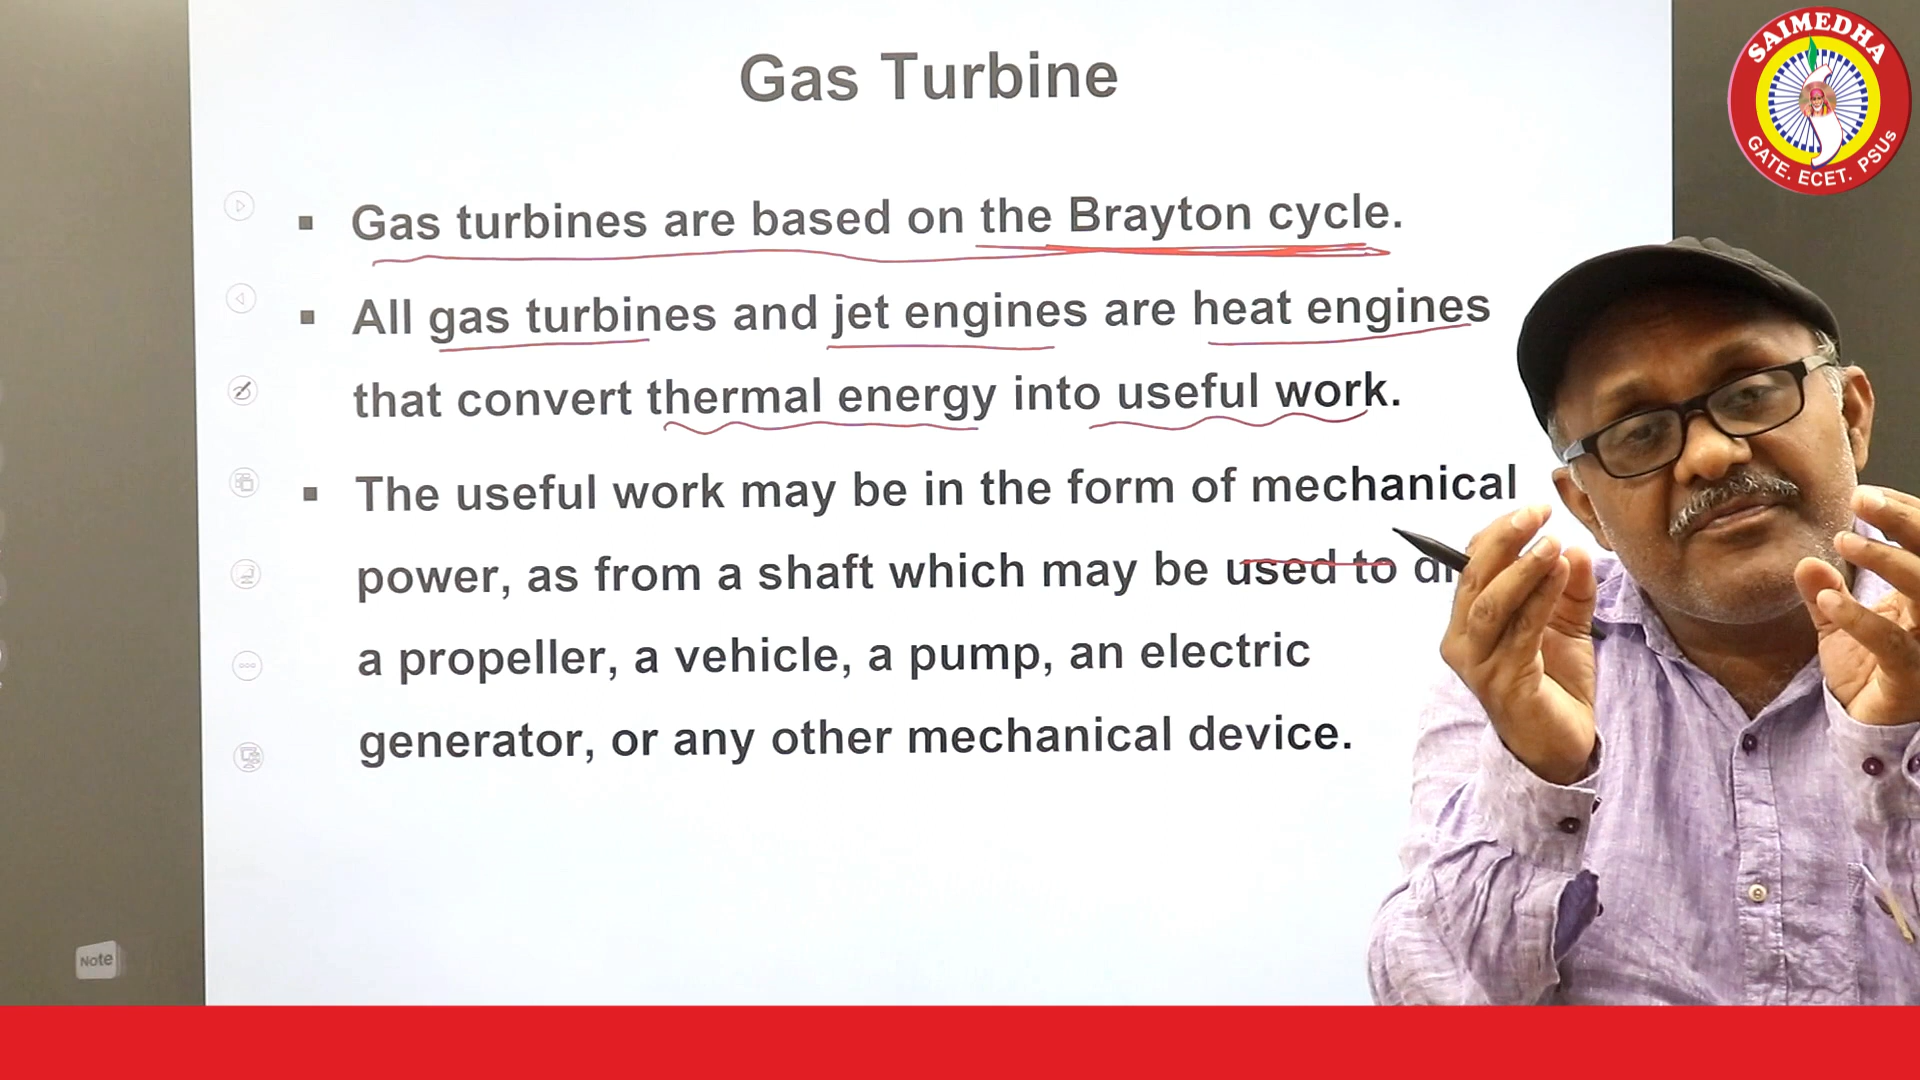 Gas Turbine
▪ Gas turbines are based on the Brayton cycle.
▪ All gas turbines and jet engines are heat engines
that convert thermal energy into useful work.
▪ The useful work may be in the form of mechanical
power, as from a shaft which may be used to
a propeller, a vehicle, a pump, an electric
generator, or any other mechanical device.
Note
SAIMEDHA
GATE. ECET. PSUs